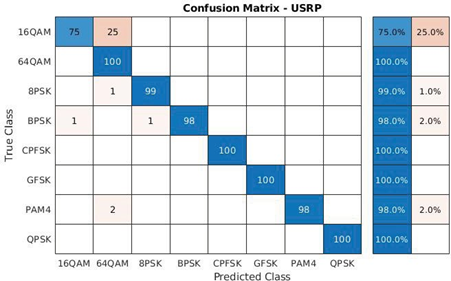 Confusion Matrix - USRP
True Class
16QAM 75 25 75.0% 25.0%
64QAM 100 100.0%
8PSK 1 99 99.0% 1.0%
BPSK 1 1 98 98.0% 2.0%
CPFSK 100 100.0%
GFSK 100 100.0%
PAM4 2 98 98.0% 2.0%
QPSK 100 100.0%
16QAM 64QAM 8PSK BPSK CPFSK GFSK PAM4 QPSK
Predicted Class